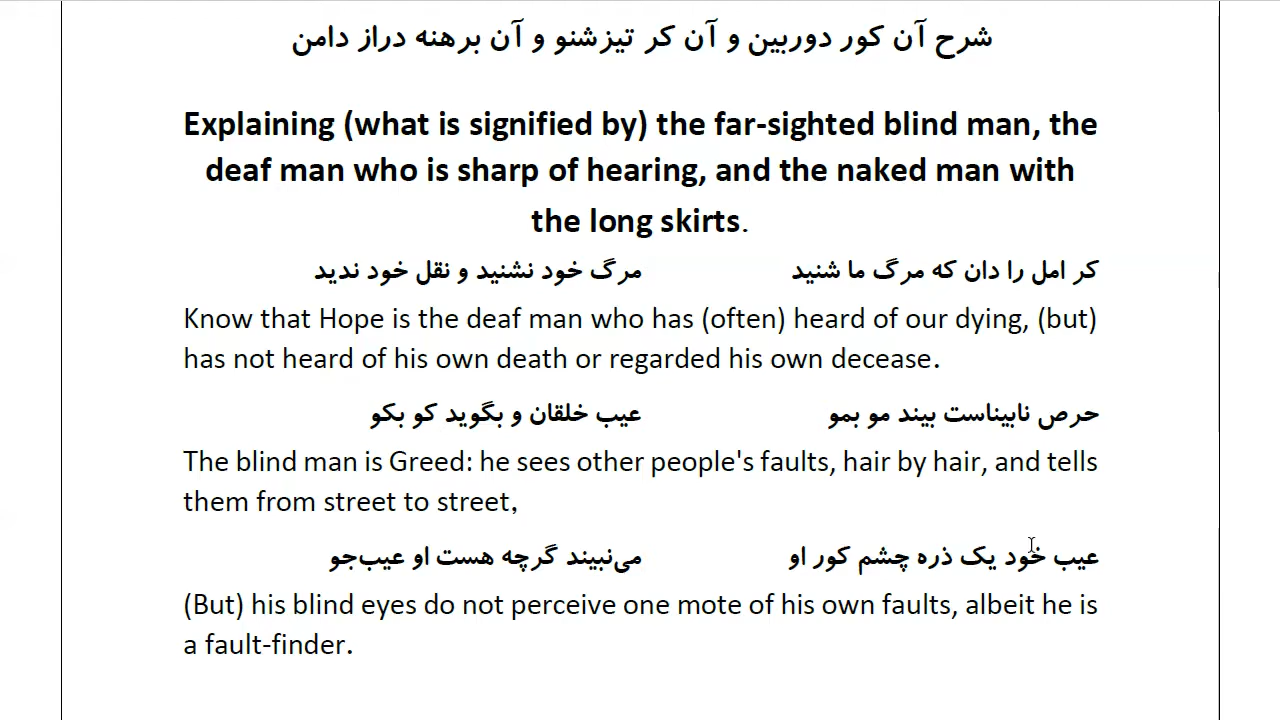 شرح آن کور دوربین و آن کر تیزشنو و آن برهنه دراز دامن
Explaining (what is signified by) the far-sighted blind man, the
deaf man who is sharp of hearing, and the naked man with
the long skirts.
کر امل را دان که مرگ ما شنید مرگ خود نشنید و نقل خود ندید
Know that Hope is the deaf man who has (often) heard of our dying, (but)
has not heard of his own death or regarded his own decease.
حرص نابیناست بیند مو بمو عیب خلقان و بگوید کو بکو
The blind man is Greed: he sees other people's faults, hair by hair, and tells
them from street to street,
عیب خود یک ذره چشم کور او می‌نبیند گرچه هست او عیب‌جو
(But) his blind eyes do not perceive one mote of his own faults, albeit he is
a fault-finder.